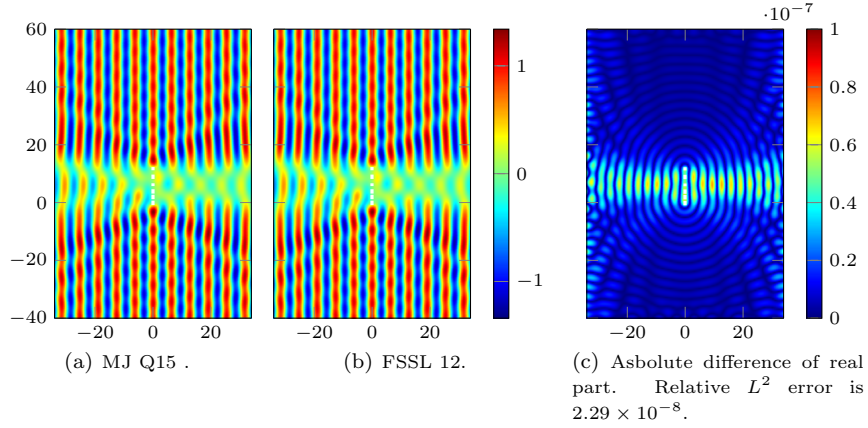 ·10⁻⁷
60
40
20
0
−20
−40
−20 0 20
−20 0 20
1
0
−1
−20 0 20
1
0.8
0.6
0.4
0.2
0
(a) MJ Q15 .
(b) FSSL 12.
(c) Asbolute difference of real
part. Relative L² error is
2.29 × 10⁻⁸.